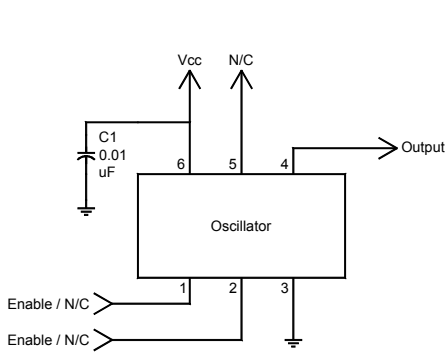 Vcc
N/C
C1
0.01
uF
6
5
4
Output
Oscillator
1
2
3
Enable / N/C
Enable / N/C